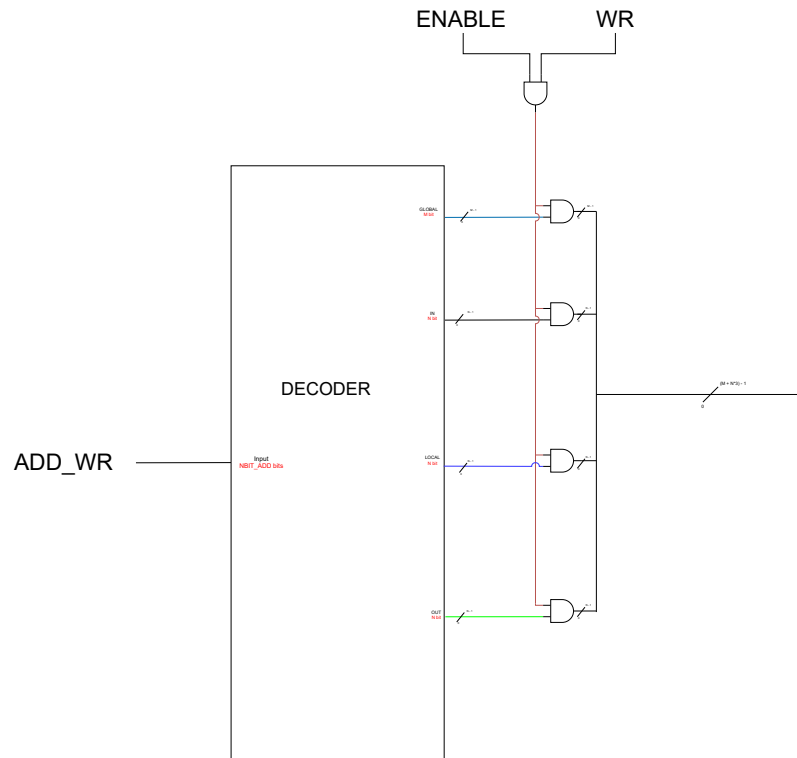 ENABLE
WR
GLOBAL
M bit
IN
N bit
DECODER
(M + N*3) - 1
0
ADD_WR
Input
NBIT_ADD bits
LOCAL
N bit
OUT
N bit